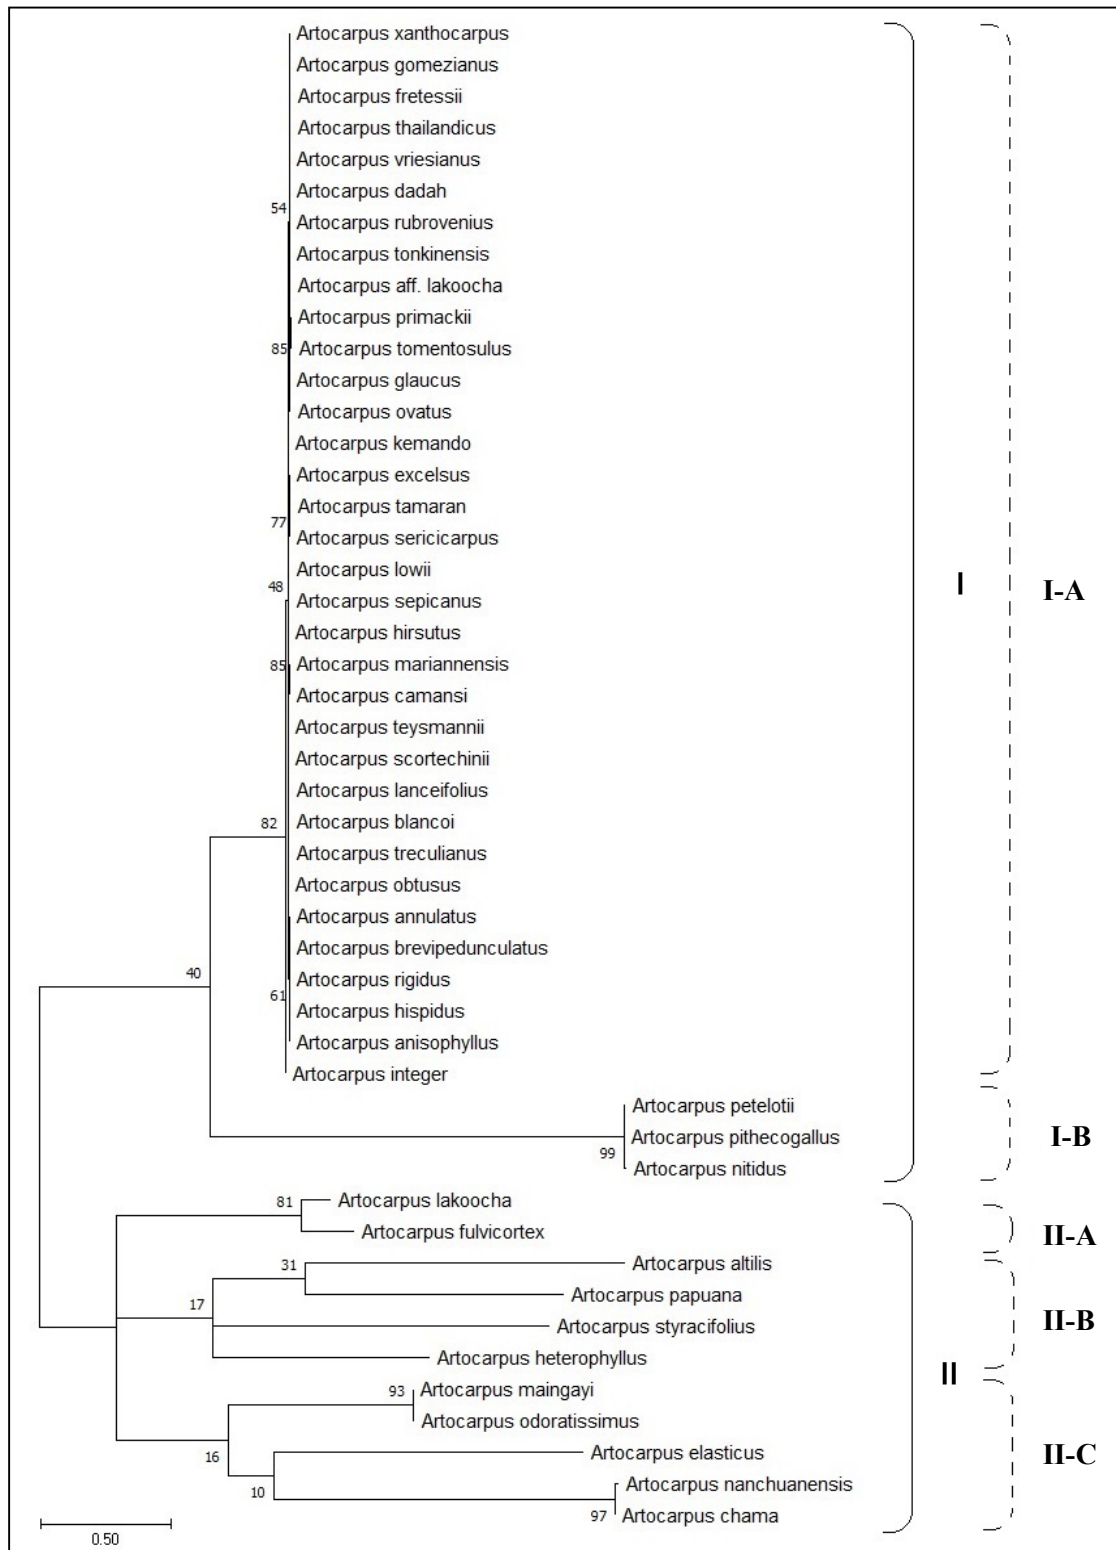 Artocarpus xanthocarpus
Artocarpus gomezianus
Artocarpus fretessii
Artocarpus thailandicus
Artocarpus vriesianus
Artocarpus dadah
54
Artocarpus rubrovenius
Artocarpus tonkinensis
Artocarpus aff. lakoocha
Artocarpus primackii
85
Artocarpus tomentosulus
Artocarpus glaucus
Artocarpus ovatus
Artocarpus kemando
Artocarpus excelsus
Artocarpus tamaran
77
Artocarpus sericicarpus
Artocarpus lowii
48
I
I-A
Artocarpus sepicanus
Artocarpus hirsutus
85
Artocarpus mariannensis
Artocarpus camansi
Artocarpus teysmannii
Artocarpus scortechinii
Artocarpus lanceifolius
82
Artocarpus blancoi
Artocarpus treculianus
Artocarpus obtusus
Artocarpus annulatus
Artocarpus brevipedunculatus
40
Artocarpus rigidus
61
Artocarpus hispidus
Artocarpus anisophyllus
Artocarpus integer
Artocarpus petelotii
Artocarpus pithecogallus
I-B
99
Artocarpus nitidus
81
Artocarpus lakoocha
Artocarpus fulvicortex
II-A
31
Artocarpus altilis
Artocarpus papuana
17
Artocarpus styracifolius
II-B
Artocarpus heterophyllus
II
93
Artocarpus maingayi
Artocarpus odoratissimus
16
Artocarpus elasticus
II-C
10
Artocarpus nanchuanensis
97
Artocarpus chama
0.50